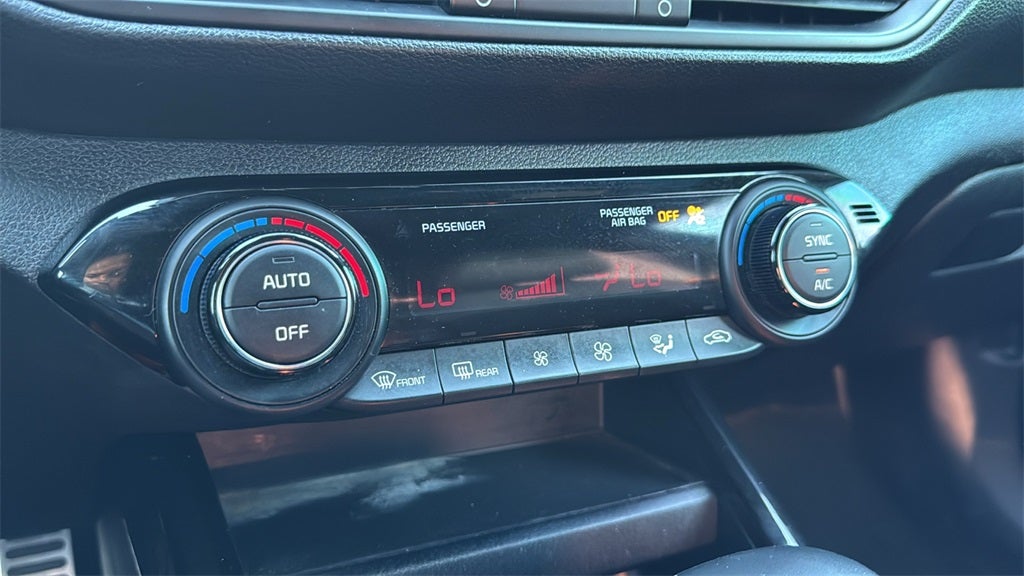 PASSENGER
PASSENGER
AIR BAG OFF
AUTO
OFF
Lo
Lo
SYNC
A/C
FRONT
REAR